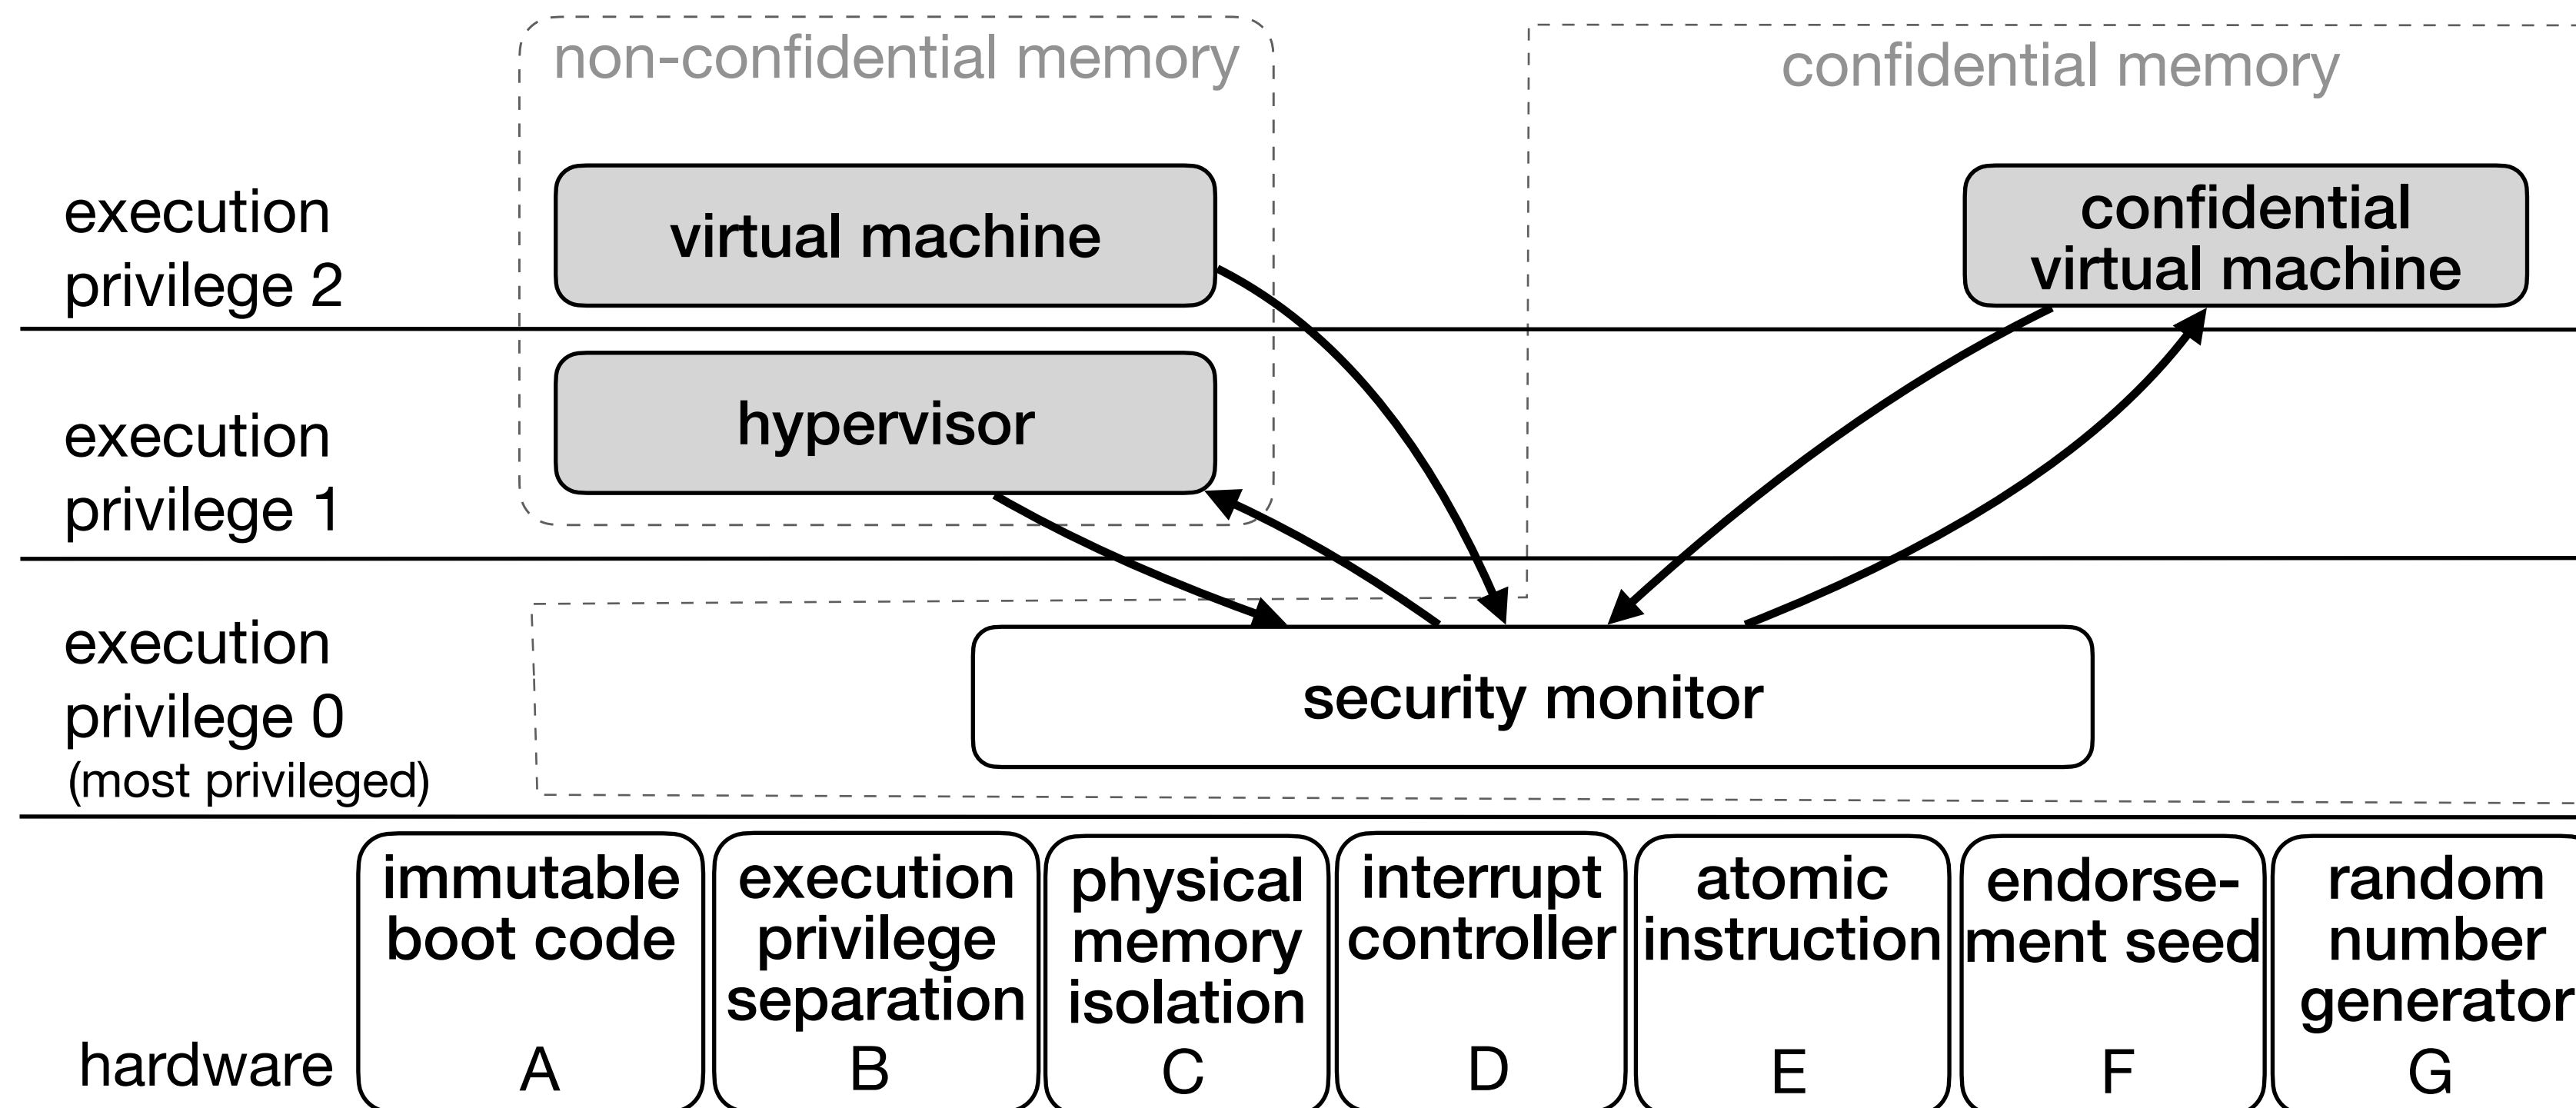 non-confidential memory
confidential memory
execution
privilege 2
virtual machine
confidential
virtual machine
execution
privilege 1
hypervisor
execution
privilege 0
(most privileged)
security monitor
hardware
immutable
boot code
A
execution
privilege
separation
B
physical
memory
isolation
C
interrupt
controller
D
atomic
instruction
E
endorse-
ment seed
F
random
number
generator
G